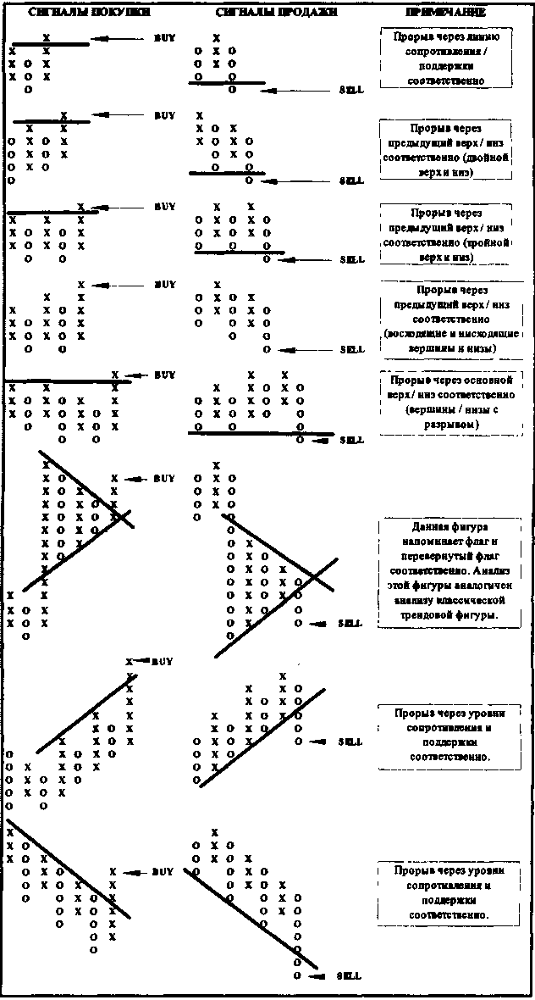 СИГНАЛЫ ПОКУПКИ
СИГНАЛЫ ПРОДАЖИ
ПРИМЕЧАНИЕ
BUY
SELL
Прорыв через линию
сопротивления /
поддержки
соответственно
BUY
SELL
Прорыв через
предыдущий верх / низ
соответственно (двойной
верх и низ)
BUY
SELL
Прорыв через
предыдущий верх / низ
соответственно (тройной
верх и низ)
BUY
SELL
Прорыв через
предыдущий верх / низ
соответственно
(восходящие и нисходящие
вершины и низы)
BUY
SELL
Прорыв через основной
верх / низ соответственно
(вершины / низы с
разрывом)
BUY
SELL
Данная фигура
напоминает флаг и
перевернутый флаг
соответственно. Анализ
этой фигуры аналогичен
анализу классической
трендовой фигуры.
BUY
SELL
Прорыв через уровни
сопротивления и
поддержки
соответственно.
BUY
SELL
Прорыв через уровни
сопротивления и
поддержки
соответственно.